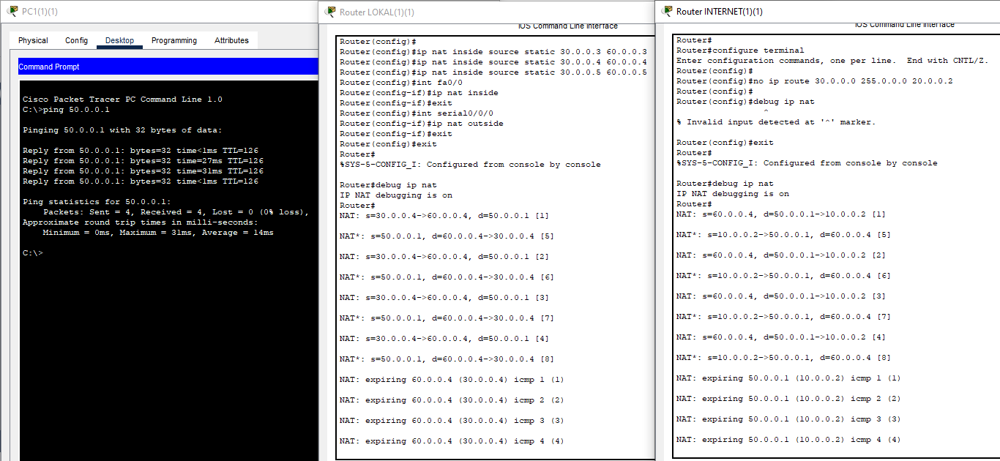 PC1(1)(1)
Physical Config Desktop Programming Attributes
Command Prompt
Cisco Packet Tracer PC Command Line 1.0
C:\>ping 50.0.0.1
Pinging 50.0.0.1 with 32 bytes of data:
Reply from 50.0.0.1: bytes=32 time<1ms TTL=126
Reply from 50.0.0.1: bytes=32 time=27ms TTL=126
Reply from 50.0.0.1: bytes=32 time=31ms TTL=126
Reply from 50.0.0.1: bytes=32 time<1ms TTL=126
Ping statistics for 50.0.0.1:
    Packets: Sent = 4, Received = 4, Lost = 0 (0% loss),
Approximate round trip times in milli-seconds:
    Minimum = 0ms, Maximum = 31ms, Average = 14ms
C:\>
Router LOKAL(1)(1)
IOS Command Line Interface
Router(config)#
Router(config)#ip nat inside source static 30.0.0.3 60.0.0.3
Router(config)#ip nat inside source static 30.0.0.4 60.0.0.4
Router(config)#ip nat inside source static 30.0.0.5 60.0.0.5
Router(config)#int fa0/0
Router(config-if)#ip nat inside
Router(config-if)#exit
Router(config)#int serial0/0/0
Router(config-if)#ip nat outside
Router(config-if)#exit
Router(config)#exit
Router#
%SYS-5-CONFIG_I: Configured from console by console
Router#debug ip nat
IP NAT debugging is on
Router#
NAT: s=30.0.0.4->60.0.0.4, d=50.0.0.1 [1]
NAT*: s=50.0.0.1, d=60.0.0.4->30.0.0.4 [5]
NAT: s=30.0.0.4->60.0.0.4, d=50.0.0.1 [2]
NAT*: s=50.0.0.1, d=60.0.0.4->30.0.0.4 [6]
NAT: s=30.0.0.4->60.0.0.4, d=50.0.0.1 [3]
NAT*: s=50.0.0.1, d=60.0.0.4->30.0.0.4 [7]
NAT: s=30.0.0.4->60.0.0.4, d=50.0.0.1 [4]
NAT*: s=50.0.0.1, d=60.0.0.4->30.0.0.4 [8]
NAT: expiring 60.0.0.4 (30.0.0.4) icmp 1 (1)
NAT: expiring 60.0.0.4 (30.0.0.4) icmp 2 (2)
NAT: expiring 60.0.0.4 (30.0.0.4) icmp 3 (3)
NAT: expiring 60.0.0.4 (30.0.0.4) icmp 4 (4)
Router INTERNET(1)(1)
IOS Command Line Interface
Router#
Router#configure terminal
Enter configuration commands, one per line.  End with CNTL/Z.
Router(config)#
Router(config)#no ip route 30.0.0.0 255.0.0.0 20.0.0.2
Router(config)#
Router(config)#debug ip nat
^
% Invalid input detected at '^' marker.
Router(config)#exit
Router#
%SYS-5-CONFIG_I: Configured from console by console
Router#debug ip nat
IP NAT debugging is on
Router#
NAT: s=60.0.0.4, d=50.0.0.1->10.0.0.2 [1]
NAT*: s=10.0.0.2->50.0.0.1, d=60.0.0.4 [5]
NAT: s=60.0.0.4, d=50.0.0.1->10.0.0.2 [2]
NAT*: s=10.0.0.2->50.0.0.1, d=60.0.0.4 [6]
NAT: s=60.0.0.4, d=50.0.0.1->10.0.0.2 [3]
NAT*: s=10.0.0.2->50.0.0.1, d=60.0.0.4 [7]
NAT: s=60.0.0.4, d=50.0.0.1->10.0.0.2 [4]
NAT*: s=10.0.0.2->50.0.0.1, d=60.0.0.4 [8]
NAT: expiring 50.0.0.1 (10.0.0.2) icmp 1 (1)
NAT: expiring 50.0.0.1 (10.0.0.2) icmp 2 (2)
NAT: expiring 50.0.0.1 (10.0.0.2) icmp 3 (3)
NAT: expiring 50.0.0.1 (10.0.0.2) icmp 4 (4)